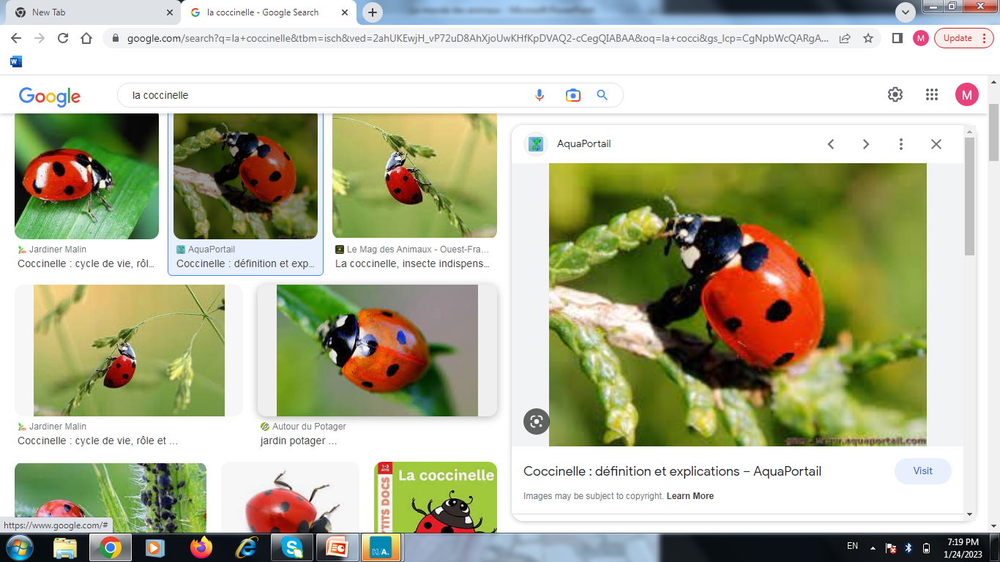 New Tab
la coccinelle - Google Search
google.com/search?q=la+coccinelle&tbm=isch&ved=2ahUKEwjH_vP72uD8AhXjoUwKHfKpDVAQ2-cCegQIABAA&oq=la+cocci&gs_lcp=CgNpbWcQARgA...
M
Update
Google
la coccinelle
M
AquaPortail
Jardiner Malin
Coccinelle : cycle de vie, rôl...
AquaPortail
Coccinelle : définition et exp...
Le Mag des Animaux - Ouest-Fra...
La coccinelle, insecte indispens...
Jardiner Malin
Coccinelle : cycle de vie, rôle et ...
Autour du Potager
jardin potager ...
www.aquaportail.com
Coccinelle : définition et explications – AquaPortail
Visit
Images may be subject to copyright. Learn More
1-3 ans
P'TITS DOCS
La coccinelle
https://www.google.com/#
EN
7:19 PM
1/24/2023